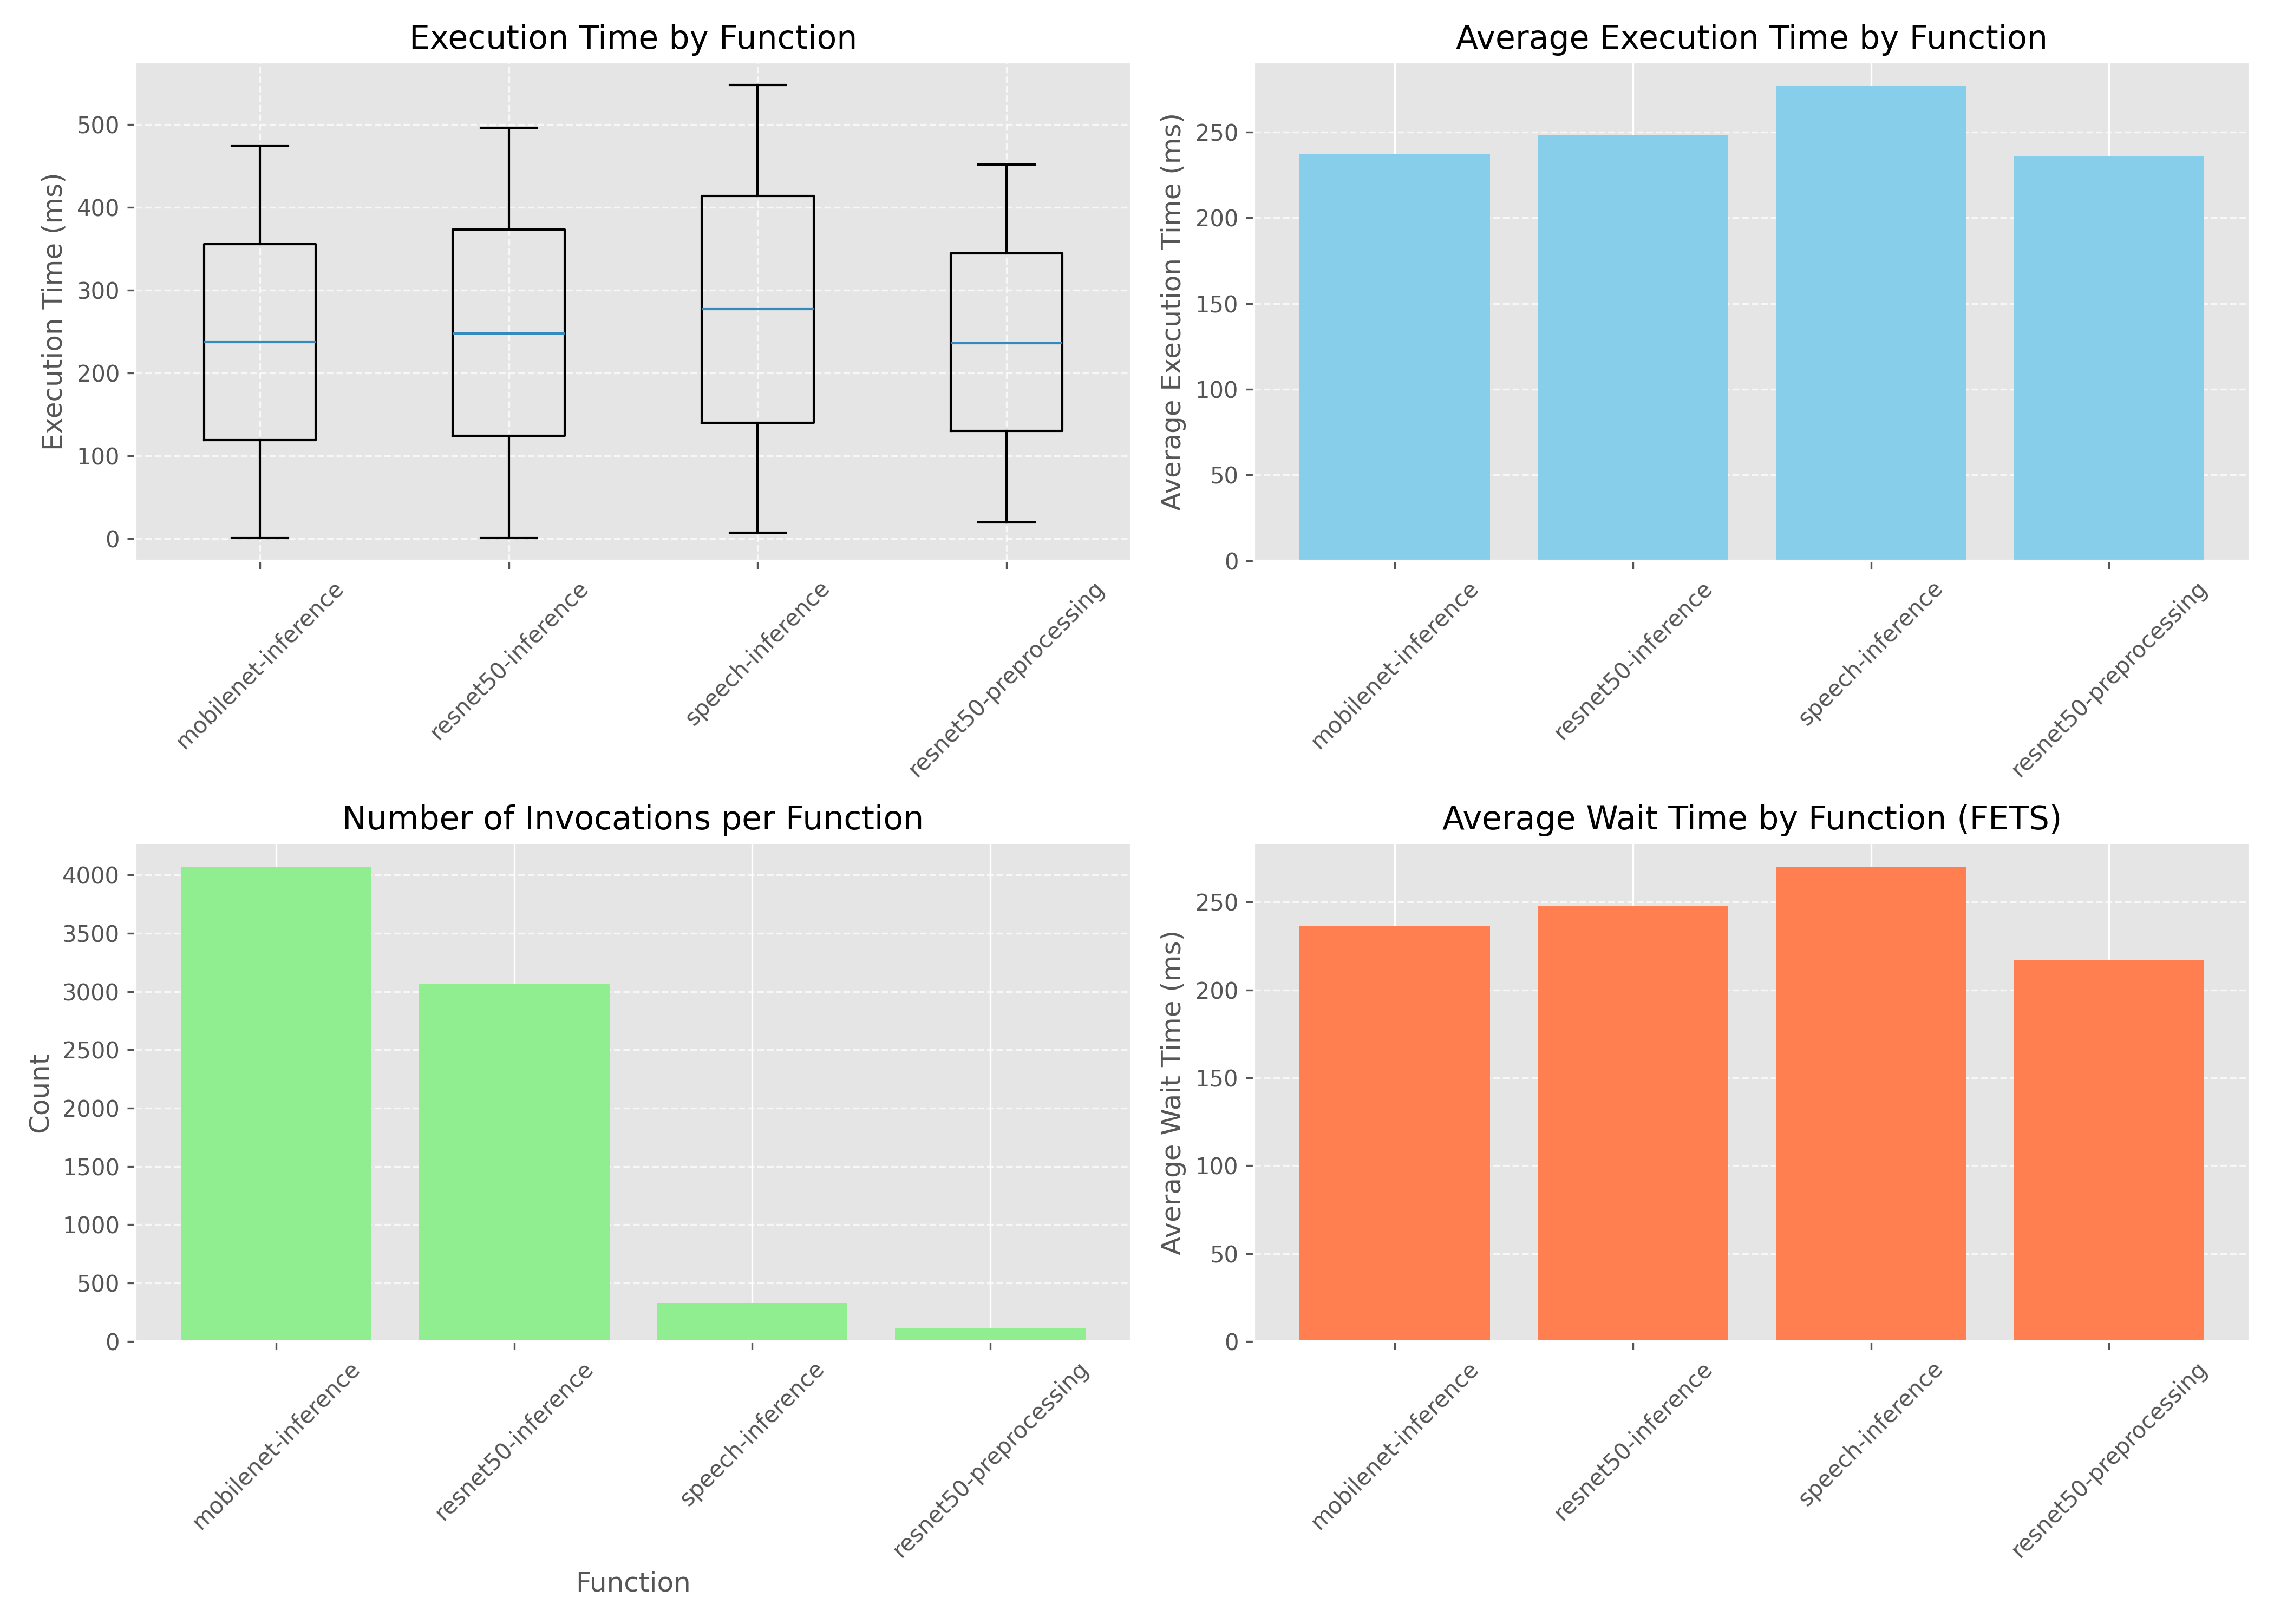 Execution Time by Function
Execution Time (ms)
500
400
300
200
100
0
mobilenet-inference
resnet50-inference
speech-inference
resnet50-preprocessing
Average Execution Time by Function
Average Execution Time (ms)
250
200
150
100
50
0
mobilenet-inference
resnet50-inference
speech-inference
resnet50-preprocessing
Number of Invocations per Function
Count
4000
3500
3000
2500
2000
1500
1000
500
0
mobilenet-inference
resnet50-inference
speech-inference
resnet50-preprocessing
Function
Average Wait Time by Function (FETS)
Average Wait Time (ms)
250
200
150
100
50
0
mobilenet-inference
resnet50-inference
speech-inference
resnet50-preprocessing